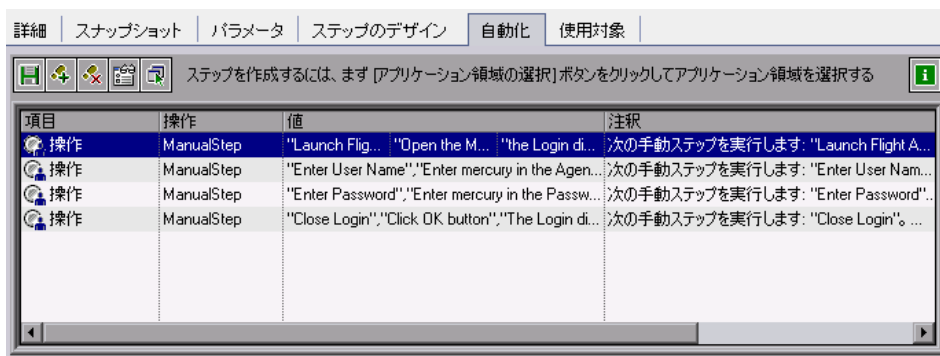 詳細 スナップショット パラメータ ステップのデザイン 自動化 使用対象
ステップを作成するには、まず [アプリケーション領域の選択] ボタンをクリックしてアプリケーション領域を選択する
項目 操作 値 注釈
操作 ManualStep "Launch Flig... "Open the M... "the Login di... 次の手動ステップを実行します: "Launch Flight A...
操作 ManualStep "Enter User Name","Enter mercury in the Agen... 次の手動ステップを実行します: "Enter User Nam...
操作 ManualStep "Enter Password","Enter mercury in the Passw... 次の手動ステップを実行します: "Enter Password"...
操作 ManualStep "Close Login","Click OK button","The Login di... 次の手動ステップを実行します: "Close Login"。...